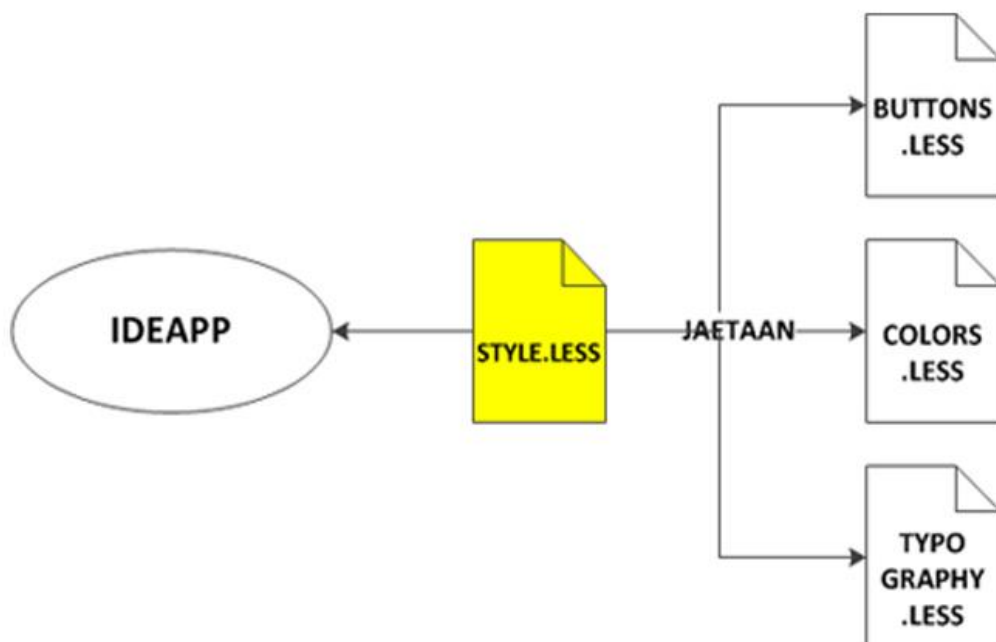 IDEAPP
STYLE.LESS
JAETAAN
BUTTONS
.LESS
COLORS
.LESS
TYPO
GRAPHY
.LESS